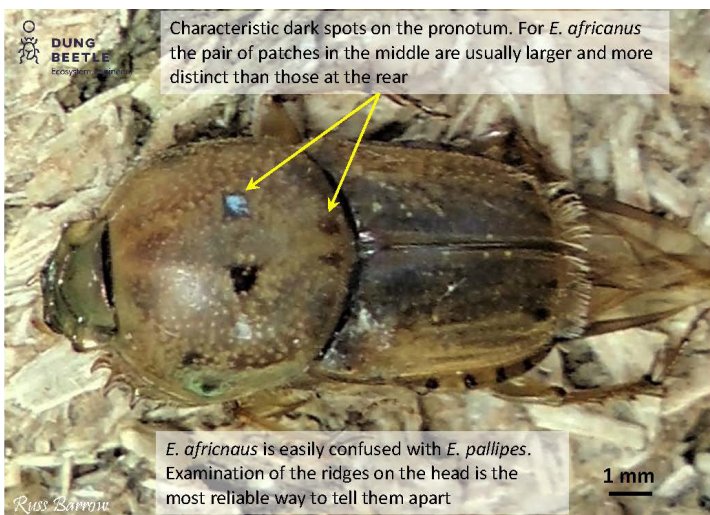 Characteristic dark spots on the pronotum. For E. africanus
the pair of patches in the middle are usually larger and more
distinct than those at the rear
DUNG
BEETLE
Ecosystem Engineers
E. africnaus is easily confused with E. pallipes.
Examination of the ridges on the head is the
most reliable way to tell them apart
1 mm
Russ Barrow